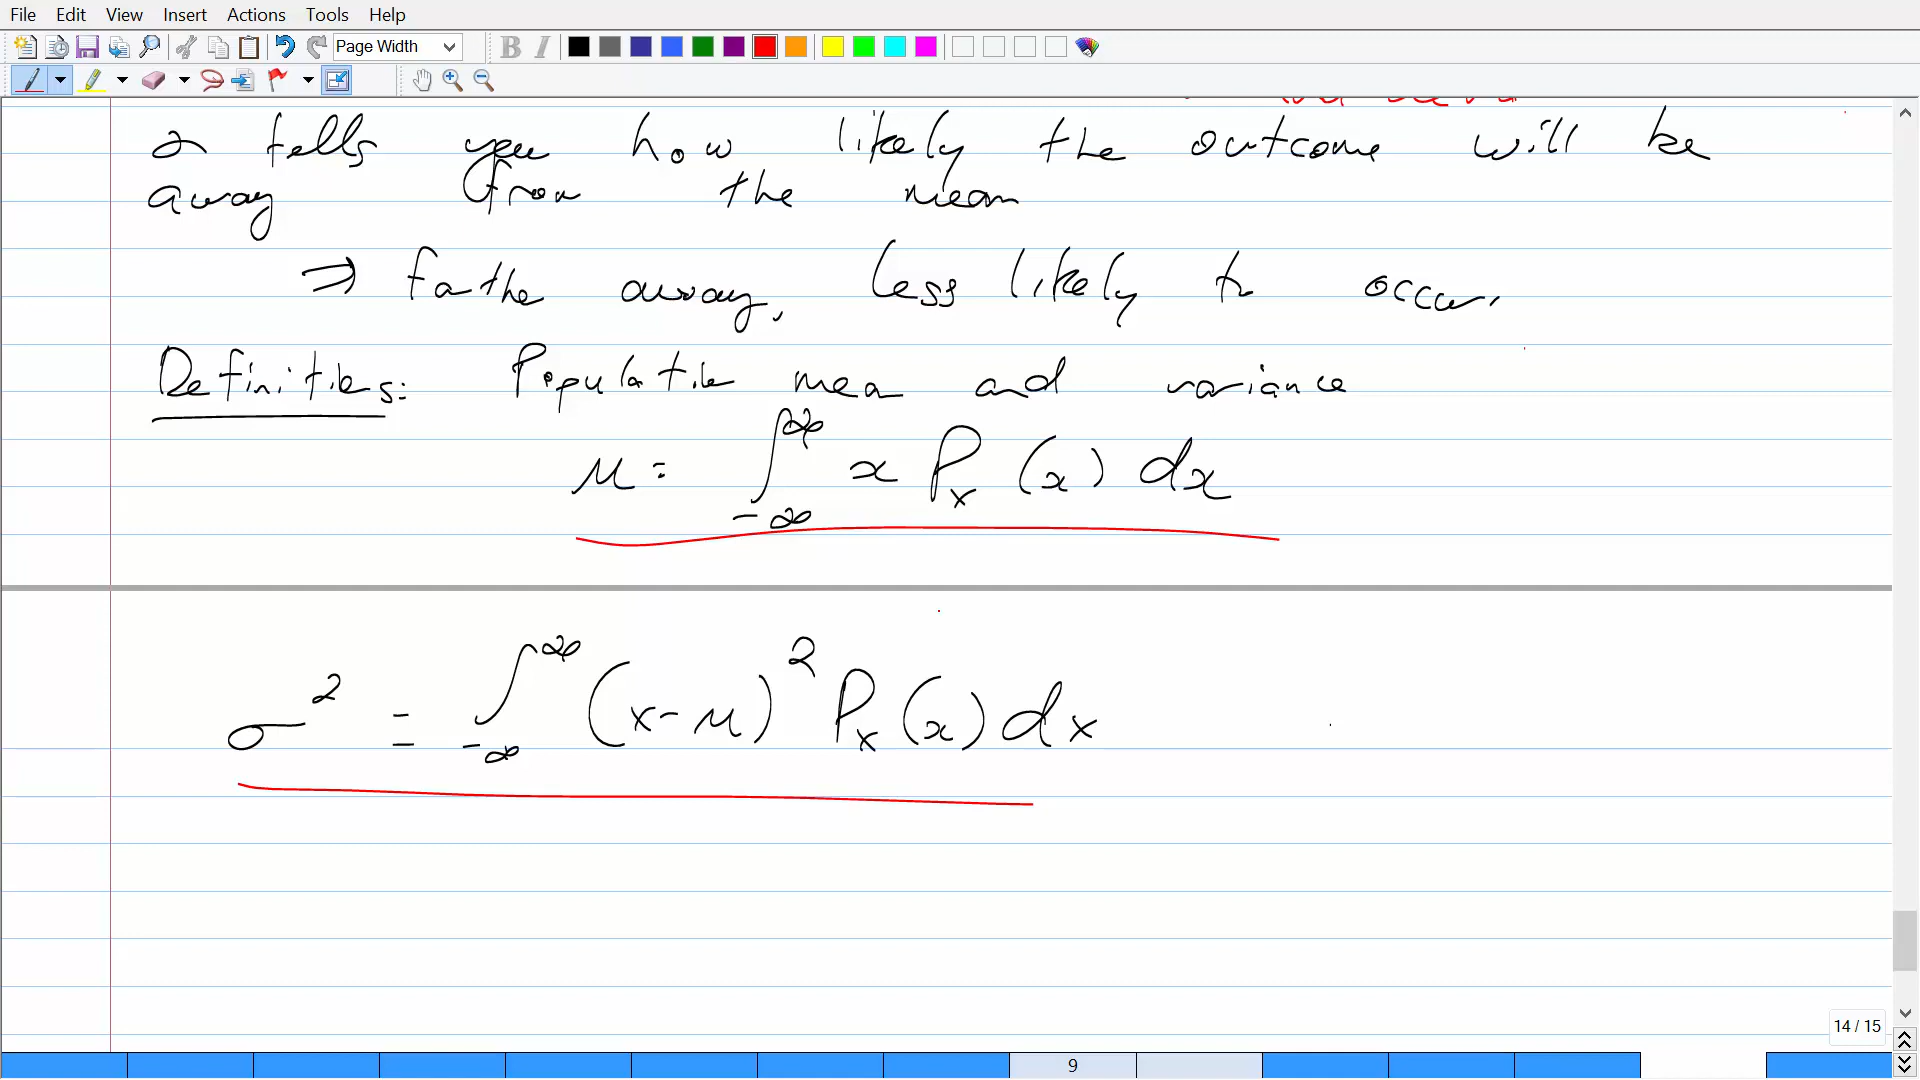 File Edit View Insert Actions Tools Help
Page Width
B I
σ tells you how likely the outcome will be
away from the mean
⇒ farthe away, less likely to occur.
Definitions: Population mean and variance
μ = ∫_{-∞}^{∞} x P_x (x) dx
σ² = ∫_{-∞}^{∞} (x-μ)² P_x (x) dx
14 / 15
9